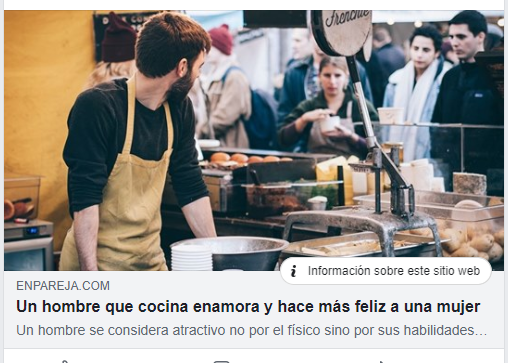 Frenchie
Información sobre este sitio web
ENPAREJA.COM
Un hombre que cocina enamora y hace más feliz a una mujer
Un hombre se considera atractivo no por el físico sino por sus habilidades...